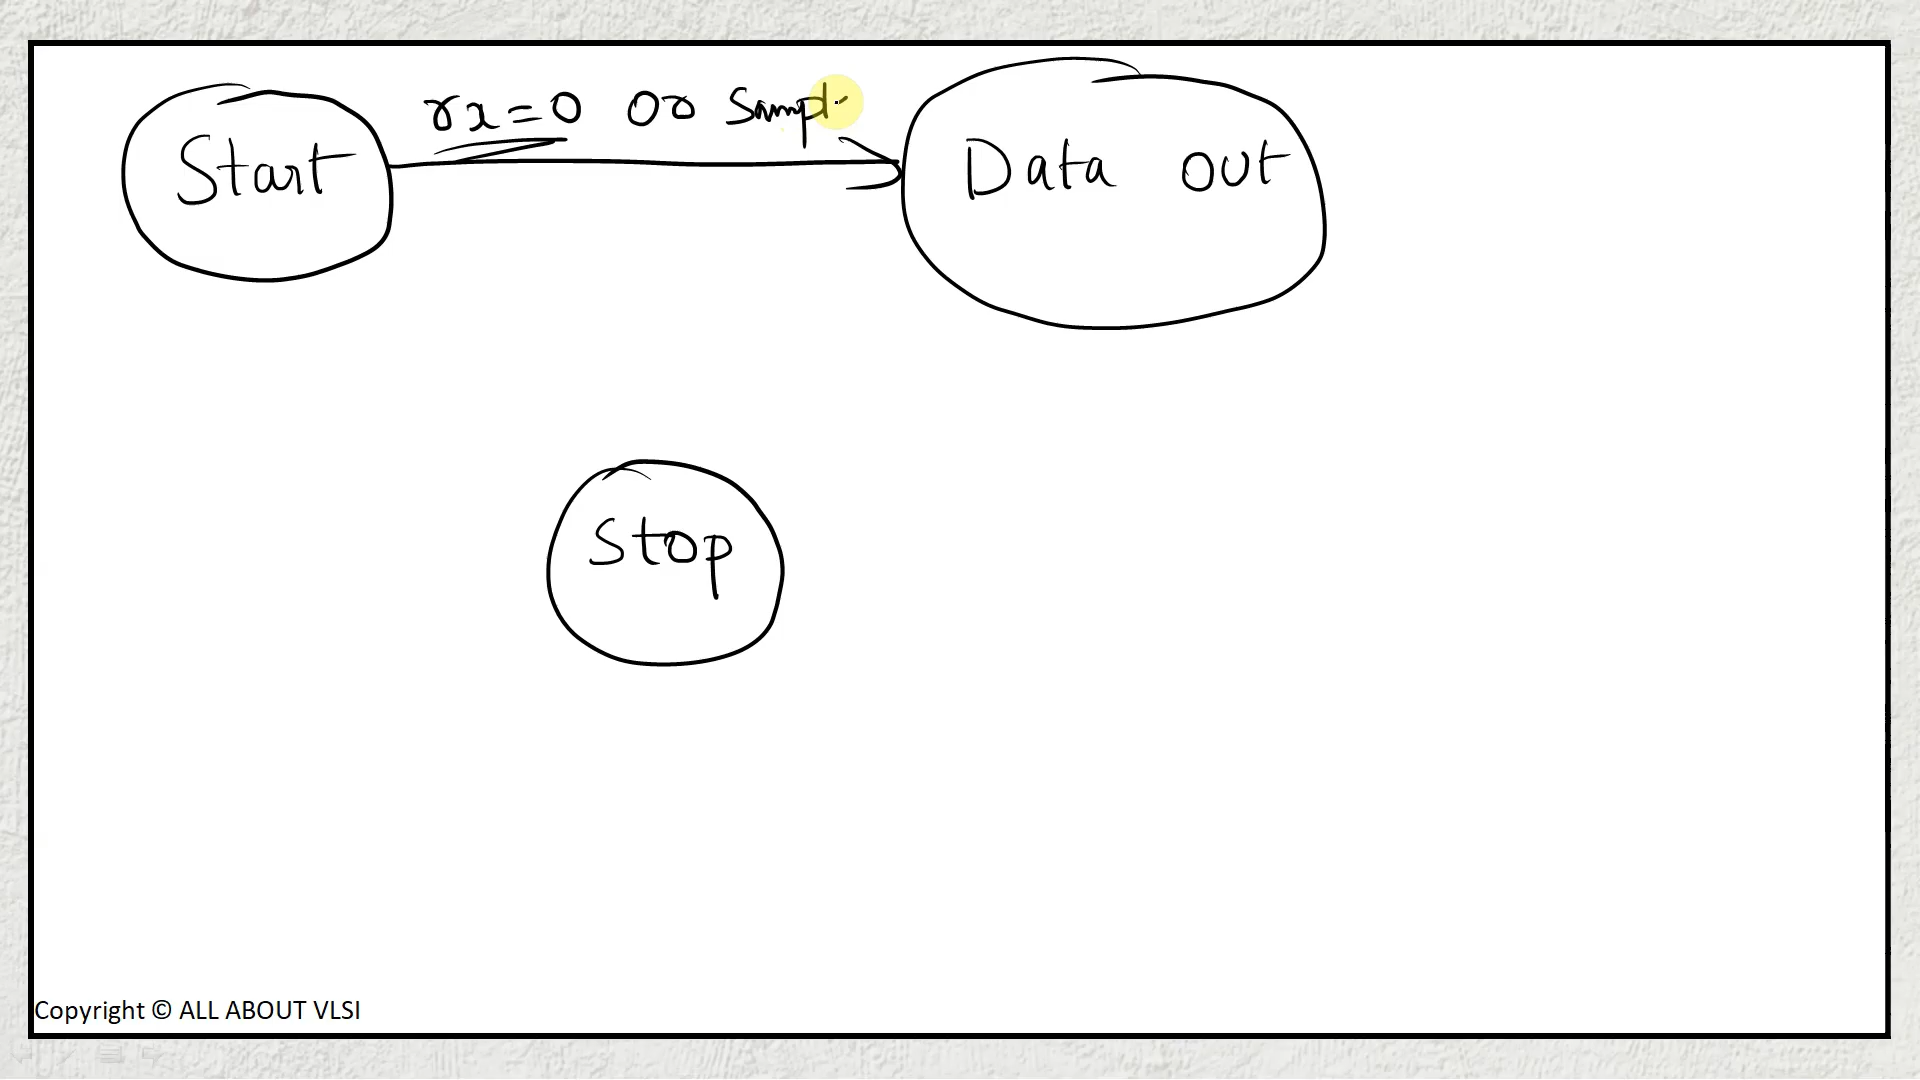 rx=0 or Sampl
Start
Data out
Stop
Copyright © ALL ABOUT VLSI